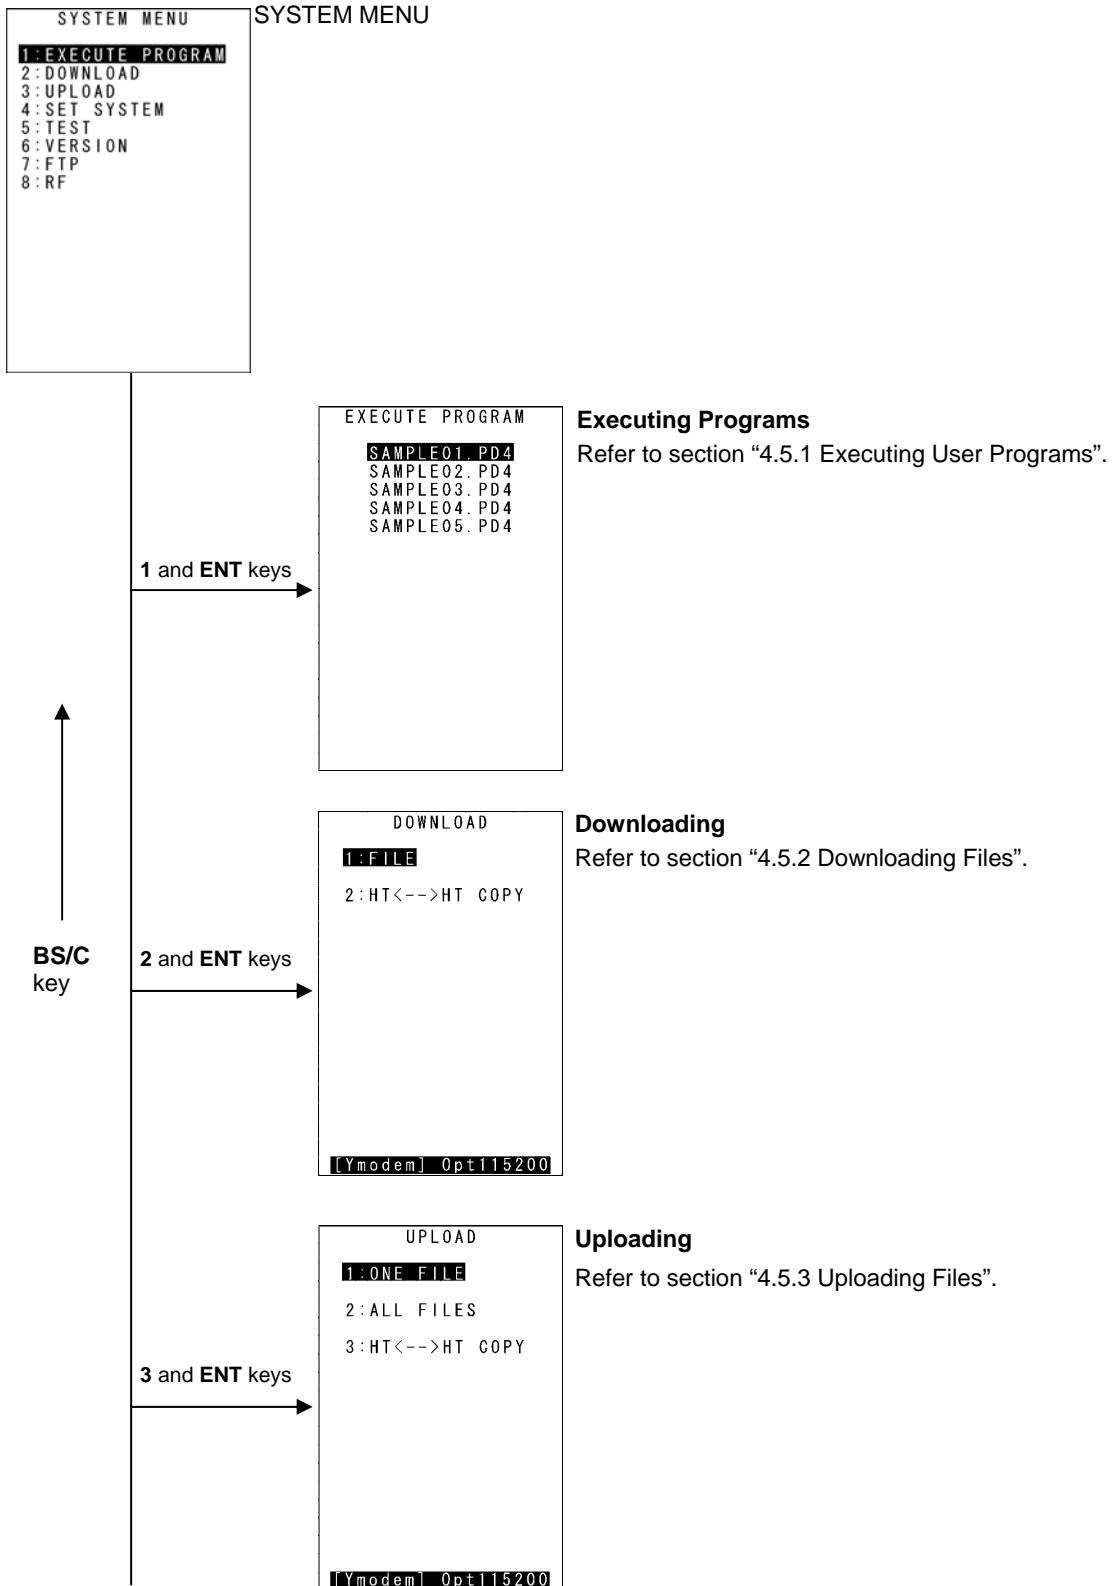 SYSTEM MENU
SYSTEM MENU
1:EXECUTE PROGRAM
2:DOWNLOAD
3:UPLOAD
4:SET SYSTEM
5:TEST
6:VERSION
7:FTP
8:RF
EXECUTE PROGRAM
SAMPLE01.PD4
SAMPLE02.PD4
SAMPLE03.PD4
SAMPLE04.PD4
SAMPLE05.PD4
Executing Programs
Refer to section “4.5.1 Executing User Programs”.
1 and ENT keys
DOWNLOAD
1:FILE
2:HT<-->HT COPY
[Ymodem] Opt115200
Downloading
Refer to section “4.5.2 Downloading Files”.
BS/C
key
2 and ENT keys
UPLOAD
1:ONE FILE
2:ALL FILES
3:HT<-->HT COPY
[Ymodem] Opt115200
Uploading
Refer to section “4.5.3 Uploading Files”.
3 and ENT keys